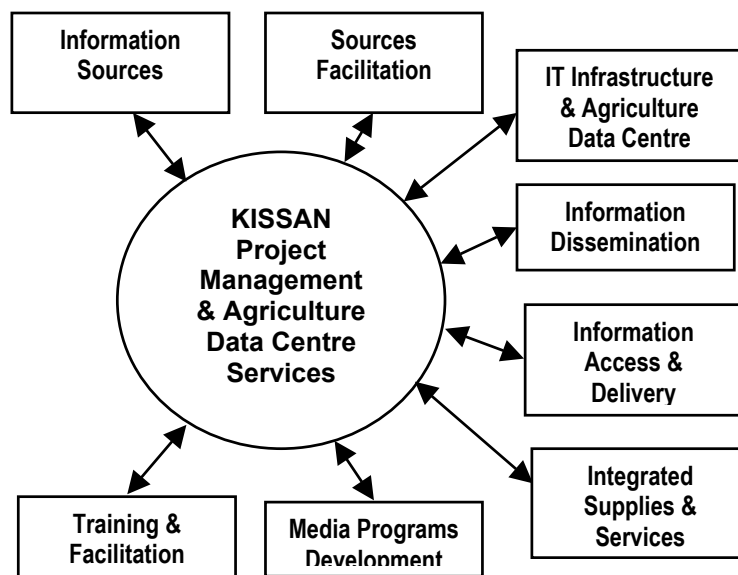 Information
Sources
Sources
Facilitation
IT Infrastructure
& Agriculture
Data Centre
KISSAN
Project
Management
& Agriculture
Data Centre
Services
Information
Dissemination
Information
Access &
Delivery
Integrated
Supplies &
Services
Training &
Facilitation
Media Programs
Development